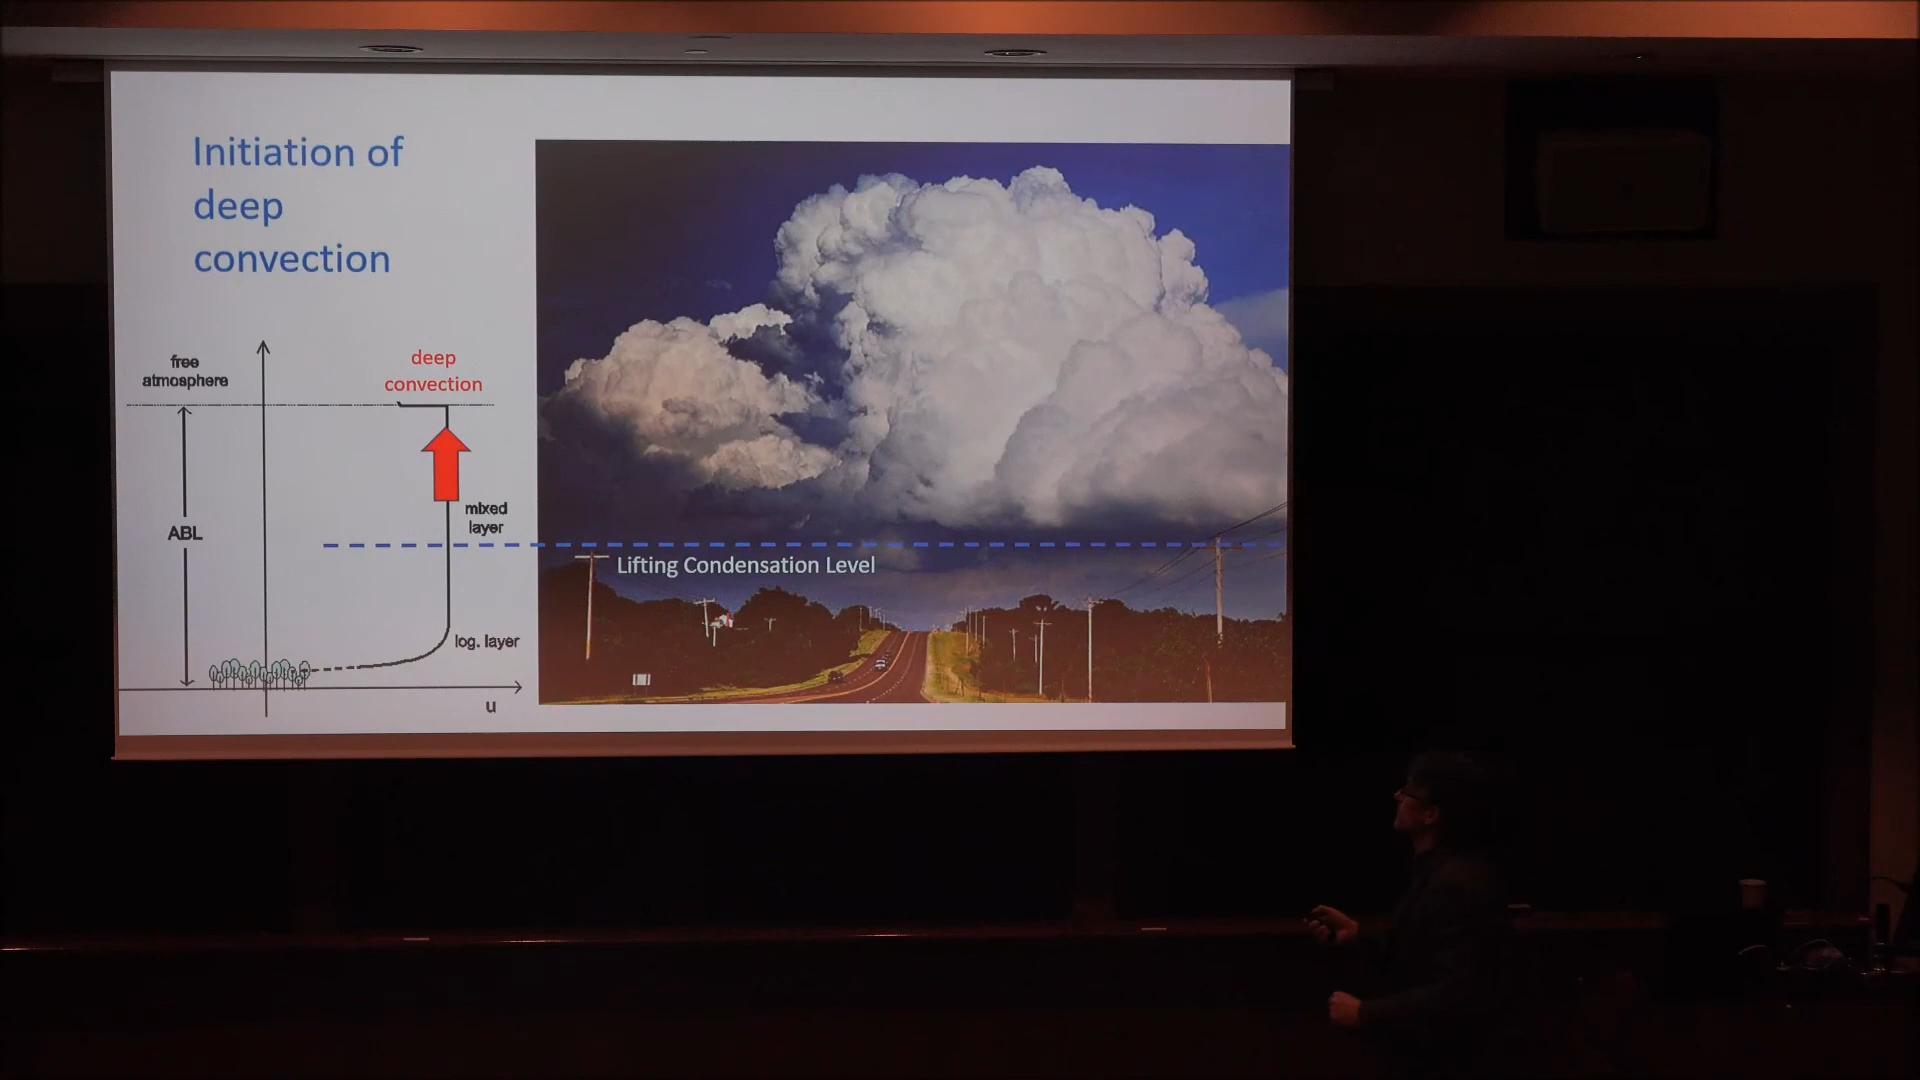 Initiation of
deep
convection
free
atmosphere
deep
convection
mixed
layer
ABL
Lifting Condensation Level
log. layer
u